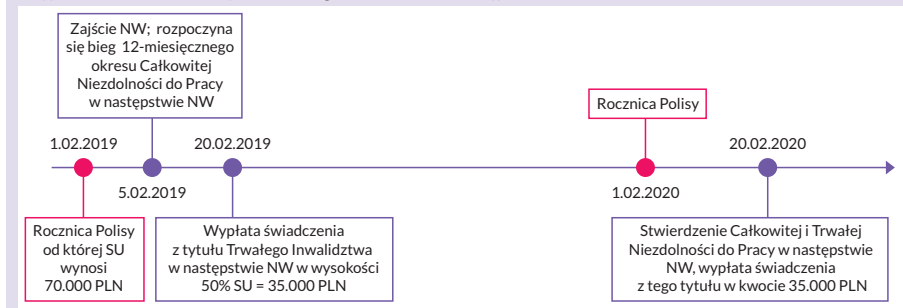 Zajście NW; rozpoczyna
się bieg 12-miesięcznego
okresu Całkowitej
Niezdolności do Pracy
w następstwie NW
Rocznica Polisy
1.02.2019
20.02.2019
20.02.2020
5.02.2019
1.02.2020
Rocznica Polisy
od której SU
wynosi
70.000 PLN
Wypłata świadczenia
z tytułu Trwałego Inwalidztwa
w następstwie NW w wysokości
50% SU = 35.000 PLN
Stwierdzenie Całkowitej i Trwałej
Niezdolności do Pracy w następstwie
NW, wypłata świadczenia
z tego tytułu w kwocie 35.000 PLN